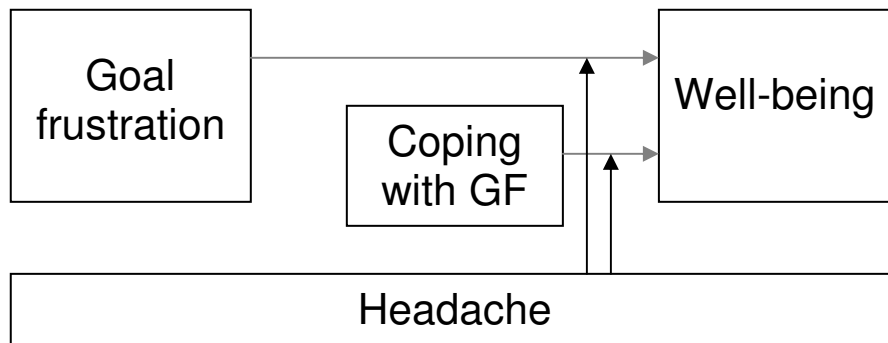 Goal
frustration
Coping
with GF
Well-being
Headache